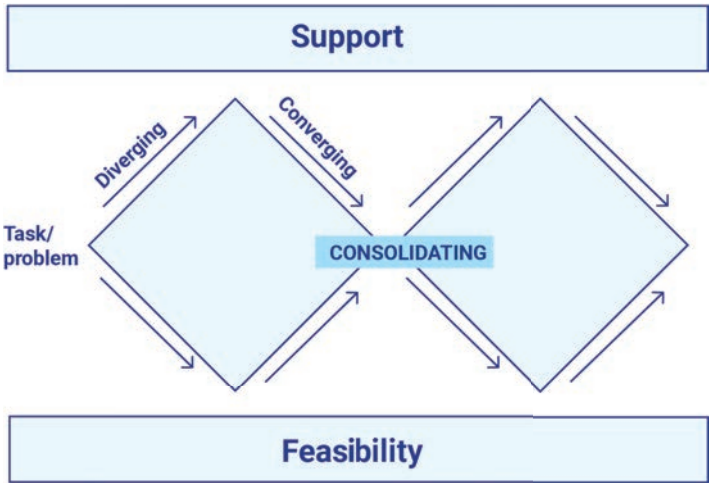 Support
Diverging
Converging
Task/
problem
CONSOLIDATING
Feasibility